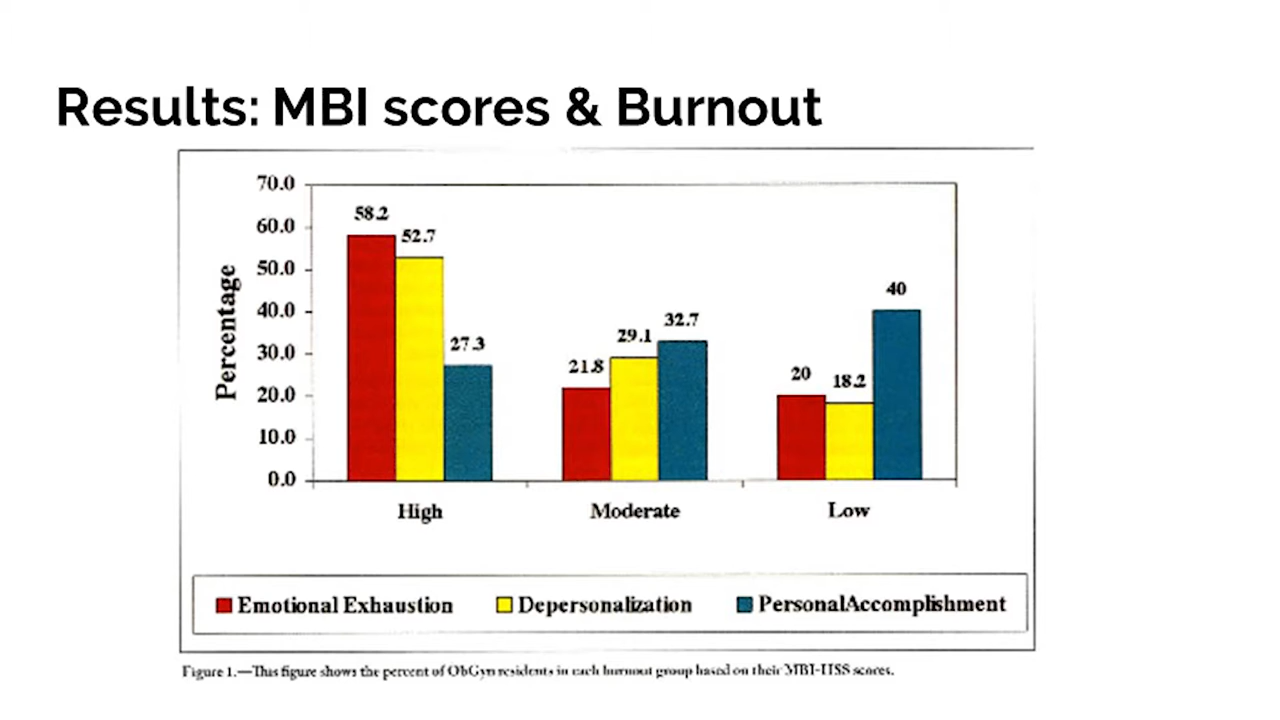 Results: MBI scores & Burnout
70.0
60.0
50.0
40.0
30.0
20.0
10.0
0.0
Percentage
58.2
52.7
27.3
21.8
29.1
32.7
20
18.2
40
High
Moderate
Low
Emotional Exhaustion
Depersonalization
PersonalAccomplishment
Figure 1.—This figure shows the percent of ObGyn residents in each burnout group based on their MBI-HSS scores.